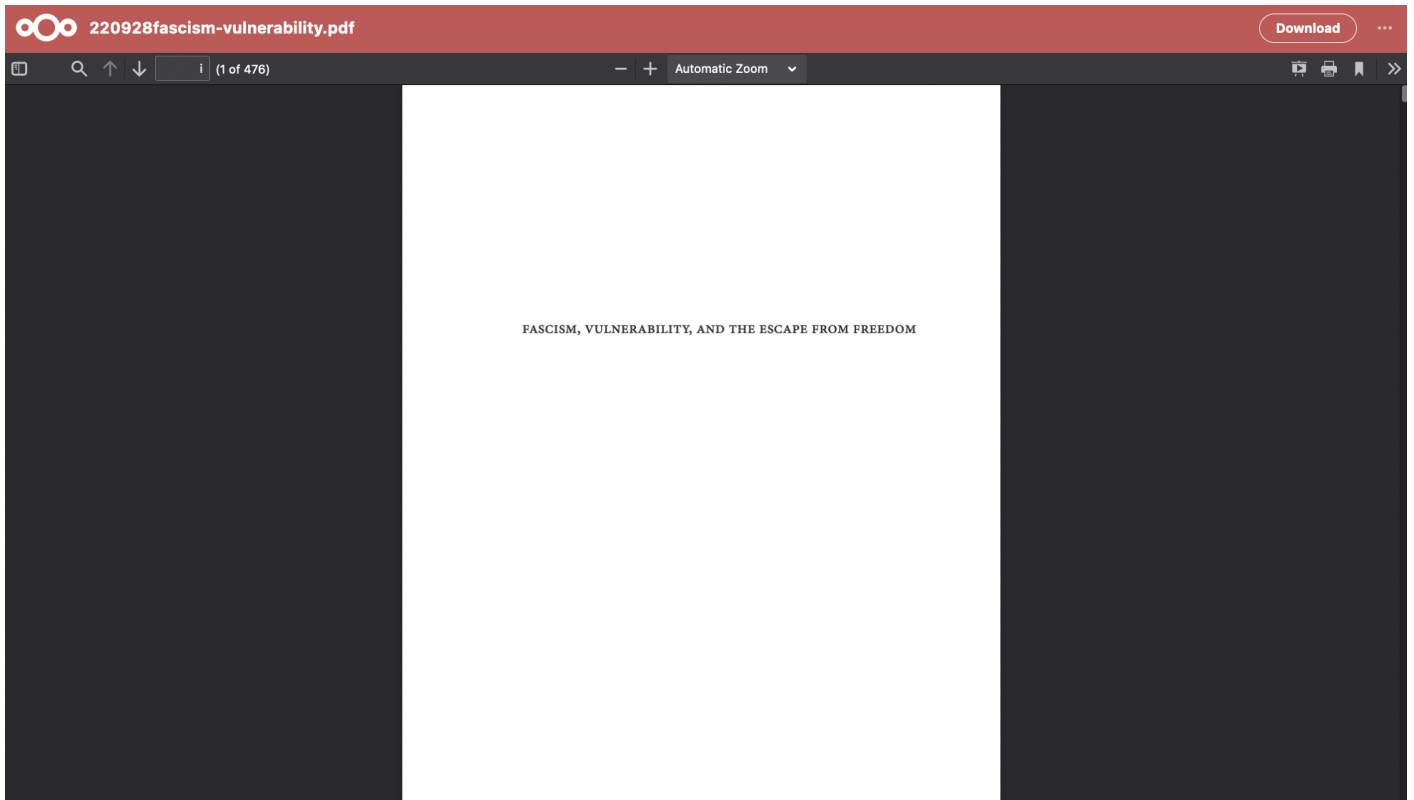 220928fascism-vulnerability.pdf
Download
i (1 of 476)
Automatic Zoom
FASCISM, VULNERABILITY, AND THE ESCAPE FROM FREEDOM